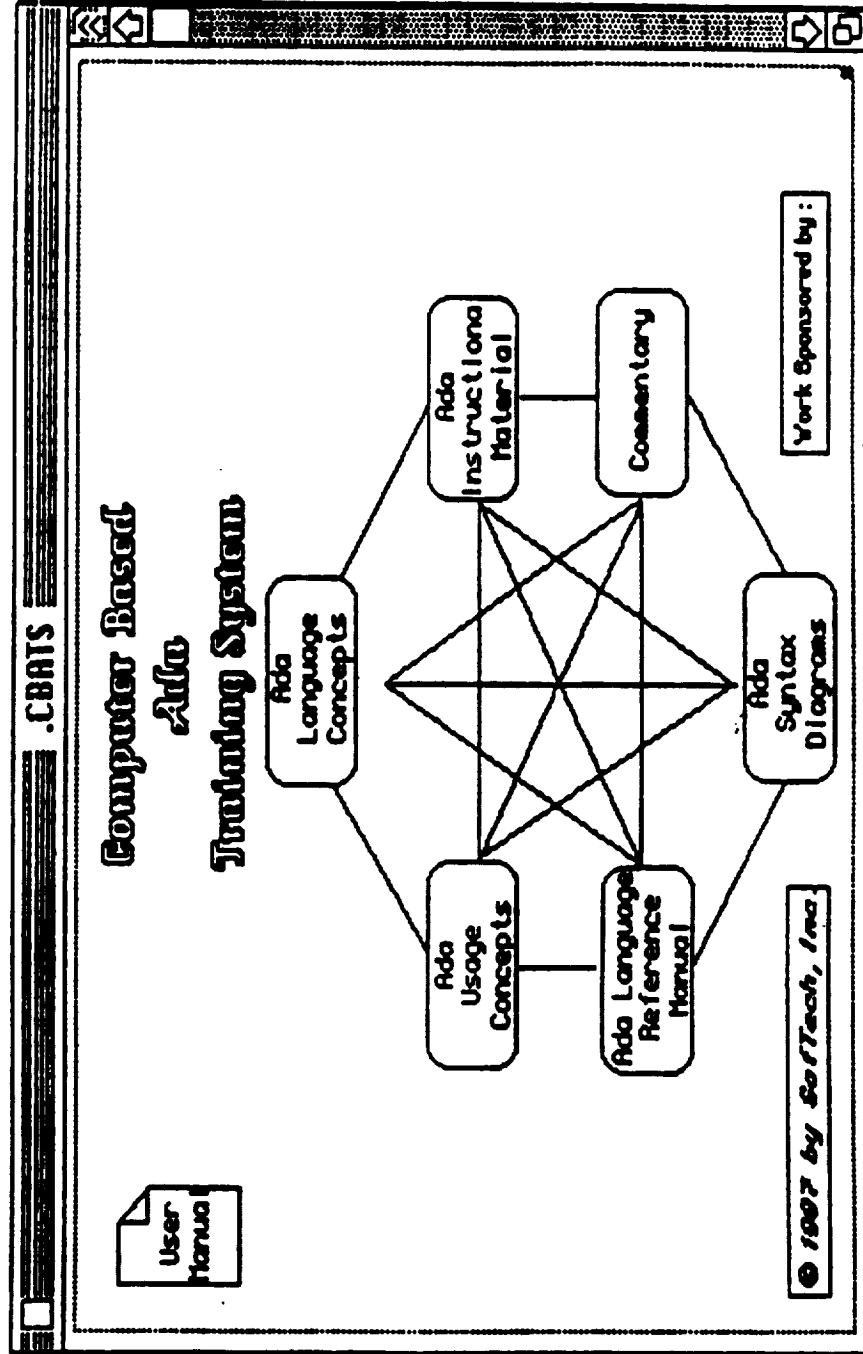 .CBATS
User
Manual
Computer Based
Ada
Training System
Ada
Language
Concepts
Ada
Usage
Concepts
Ada
Instructiona
Material
Ada Language
Reference
Manual
Commentary
Ada
Syntax
Diagrams
© 1987 by SofTech, Inc
Work Sponsored by: